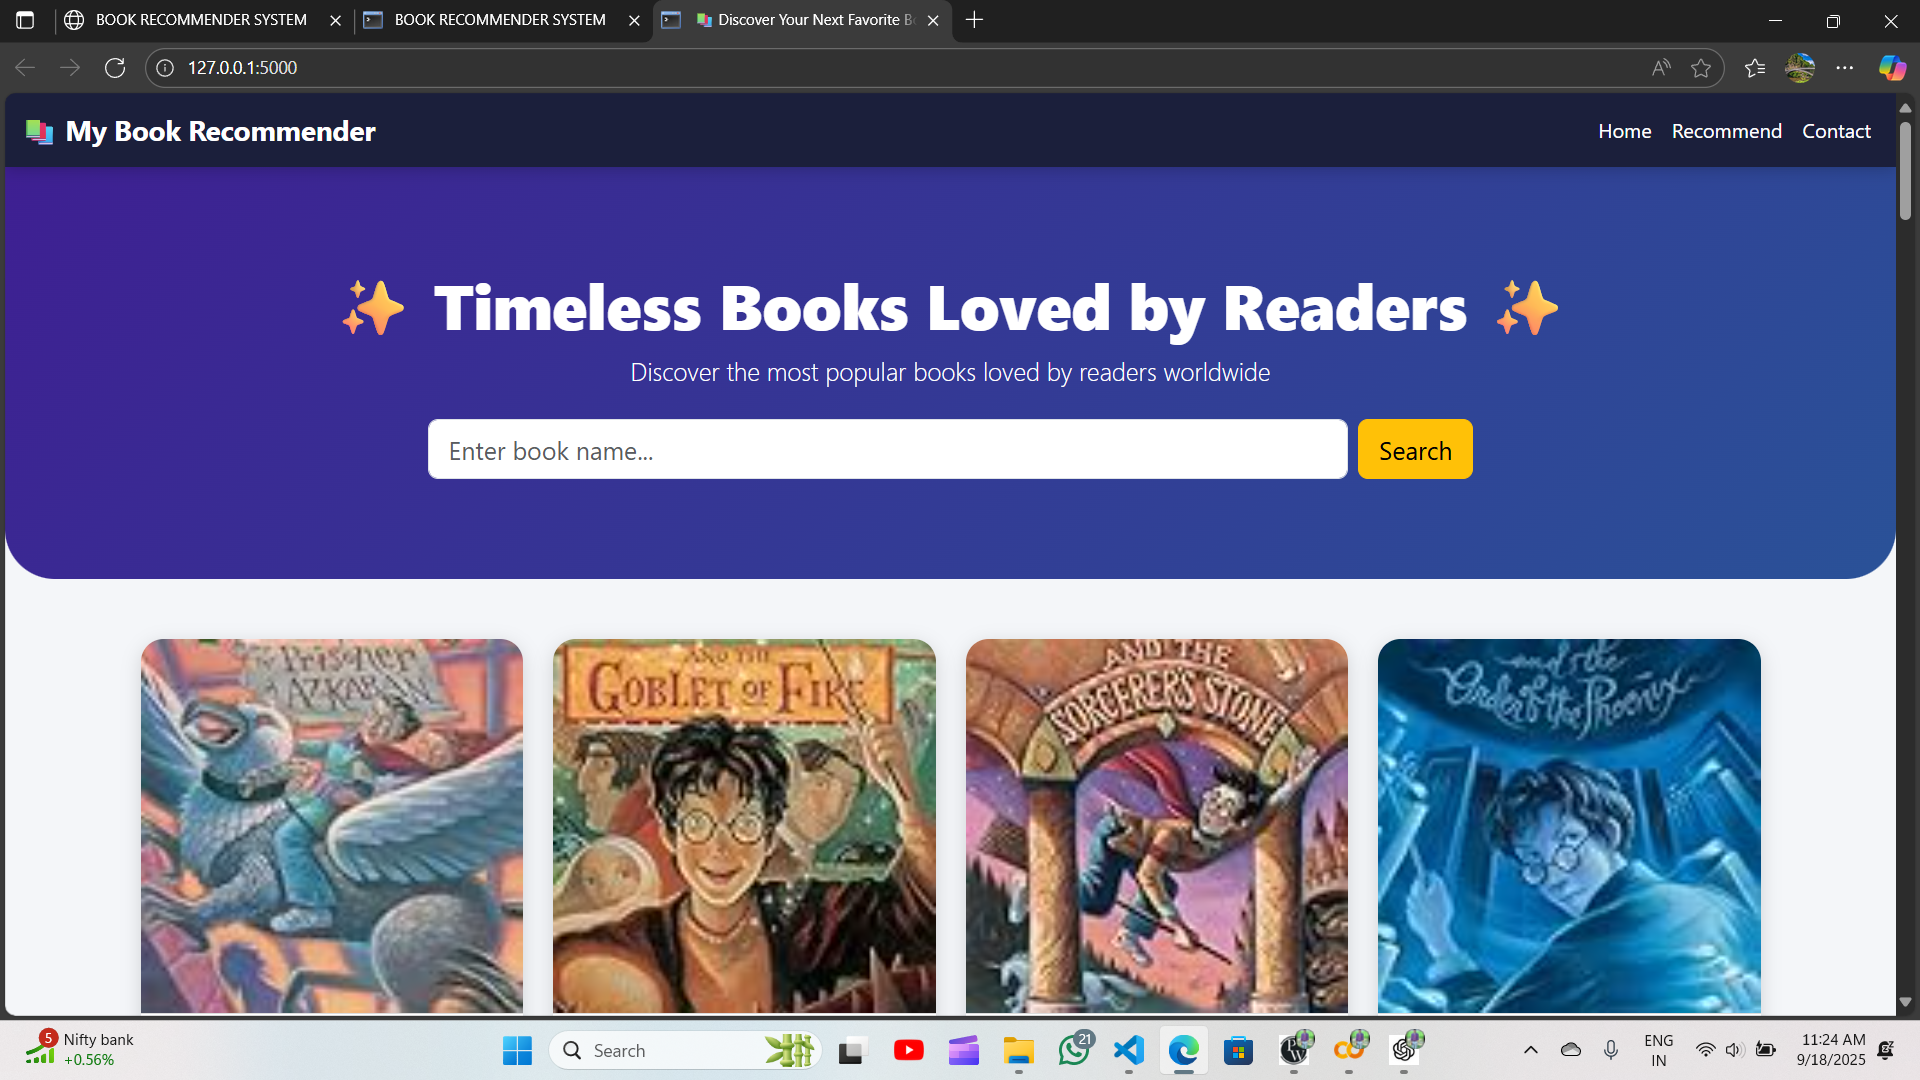 BOOK RECOMMENDER SYSTEM
BOOK RECOMMENDER SYSTEM
Discover Your Next Favorite Bo
127.0.0.1:5000
My Book Recommender
Home Recommend Contact
✨ Timeless Books Loved by Readers ✨
Discover the most popular books loved by readers worldwide
Enter book name...
Search
Prisoner
of AZKABAN
AND THE
GOBLET OF FIRE
AND THE
SORCERER'S STONE
and the
Order of the Phoenix
5
Nifty bank
+0.56%
Search
21
ENG
IN
11:24 AM
9/18/2025